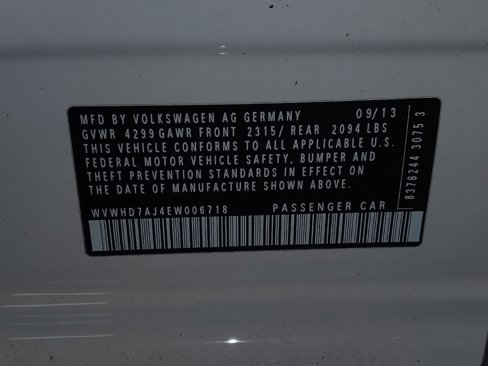 MFD BY VOLKSWAGEN AG GERMANY 09/13
GVWR 4299 GAWR FRONT 2315/ REAR 2094 LBS
THIS VEHICLE CONFORMS TO ALL APPLICABLE U.S.
FEDERAL MOTOR VEHICLE SAFETY, BUMPER AND
THEFT PREVENTION STANDARDS IN EFFECT ON
THE DATE OF MANUFACTURE SHOWN ABOVE.
WVWHD7AJ4EW006718 PASSENGER CAR
8376244 3075 3